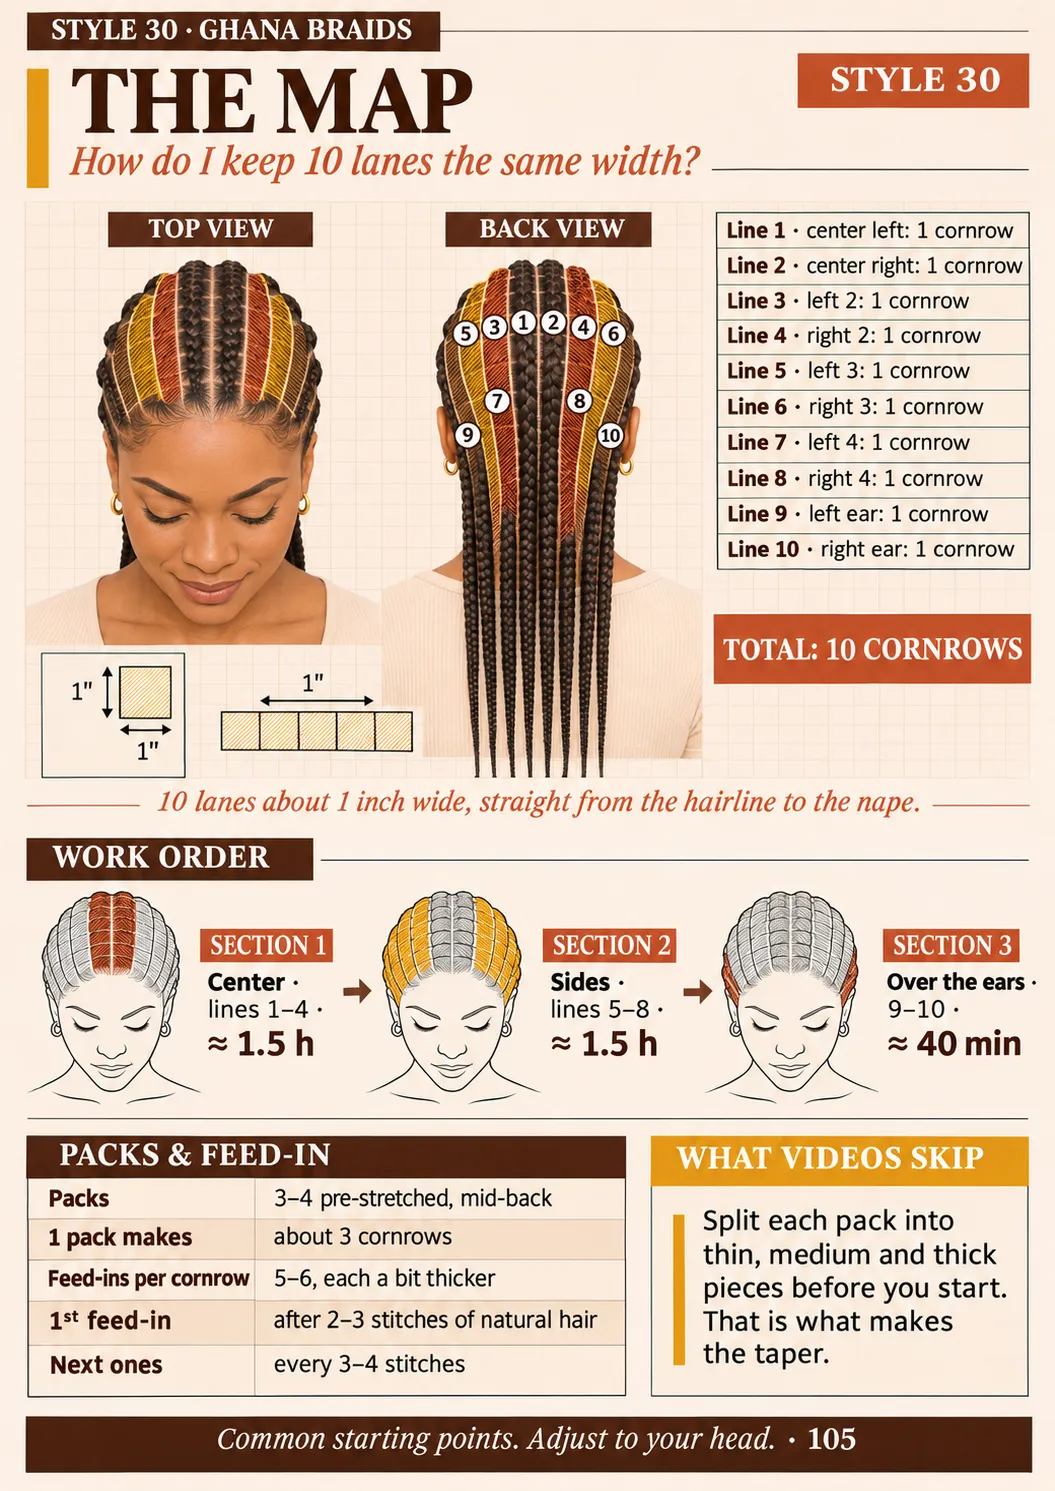 STYLE 30 · GHANA BRAIDS
THE MAP
STYLE 30
How do I keep 10 lanes the same width?
TOP VIEW
BACK VIEW
5 3 1 2 4 6
7 8
9 10
Line 1 · center left: 1 cornrow
Line 2 · center right: 1 cornrow
Line 3 · left 2: 1 cornrow
Line 4 · right 2: 1 cornrow
Line 5 · left 3: 1 cornrow
Line 6 · right 3: 1 cornrow
Line 7 · left 4: 1 cornrow
Line 8 · right 4: 1 cornrow
Line 9 · left ear: 1 cornrow
Line 10 · right ear: 1 cornrow
TOTAL: 10 CORNROWS
1"
1"
1"
10 lanes about 1 inch wide, straight from the hairline to the nape.
WORK ORDER
SECTION 1
Center ·
lines 1–4 ·
≈ 1.5 h
SECTION 2
Sides ·
lines 5–8 ·
≈ 1.5 h
SECTION 3
Over the ears ·
9–10 ·
≈ 40 min
PACKS & FEED-IN
Packs 3–4 pre-stretched, mid-back
1 pack makes about 3 cornrows
Feed-ins per cornrow 5–6, each a bit thicker
1st feed-in after 2–3 stitches of natural hair
Next ones every 3–4 stitches
WHAT VIDEOS SKIP
Split each pack into
thin, medium and thick
pieces before you start.
That is what makes
the taper.
Common starting points. Adjust to your head. · 105